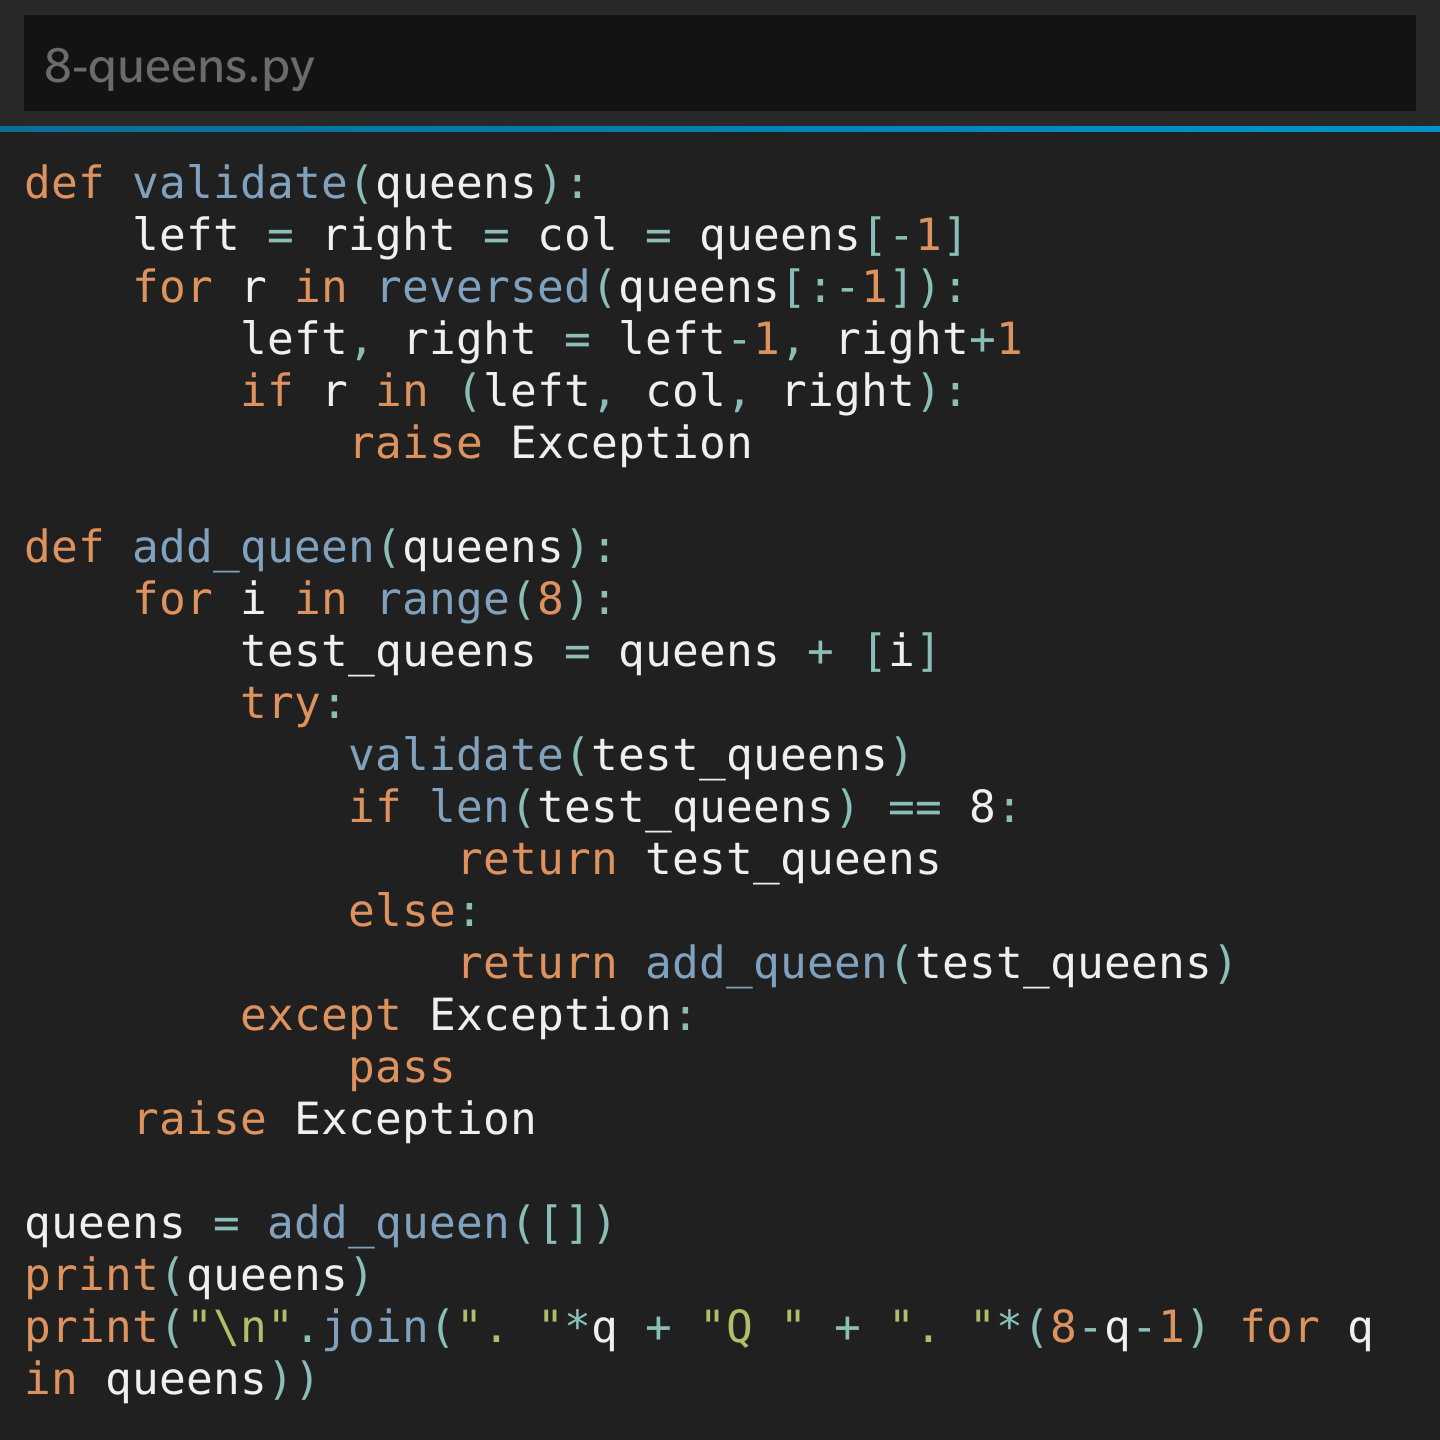 8-queens.py
def validate(queens):
    left = right = col = queens[-1]
    for r in reversed(queens[:-1]):
        left, right = left-1, right+1
        if r in (left, col, right):
            raise Exception

def add_queen(queens):
    for i in range(8):
        test_queens = queens + [i]
        try:
            validate(test_queens)
            if len(test_queens) == 8:
                return test_queens
            else:
                return add_queen(test_queens)
        except Exception:
            pass
    raise Exception

queens = add_queen([])
print(queens)
print("\n".join(". "*q + "Q " + ". "*(8-q-1) for q
in queens))